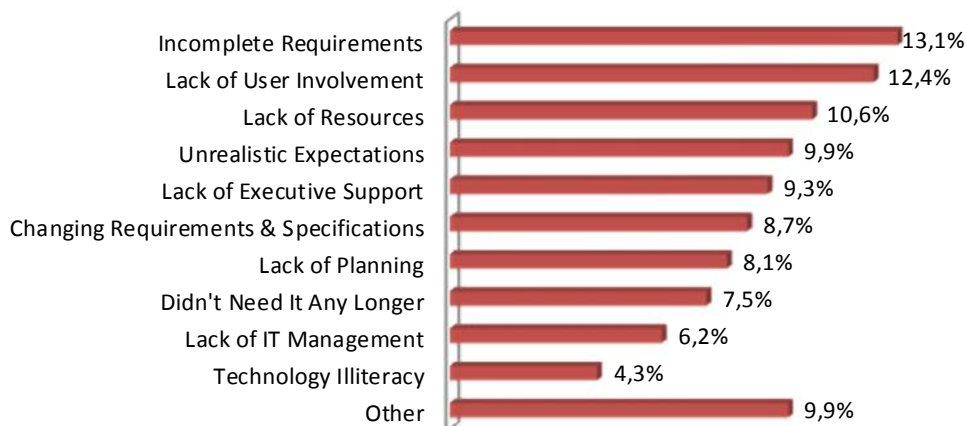 Incomplete Requirements 13,1%
Lack of User Involvement 12,4%
Lack of Resources 10,6%
Unrealistic Expectations 9,9%
Lack of Executive Support 9,3%
Changing Requirements & Specifications 8,7%
Lack of Planning 8,1%
Didn't Need It Any Longer 7,5%
Lack of IT Management 6,2%
Technology Illiteracy 4,3%
Other 9,9%